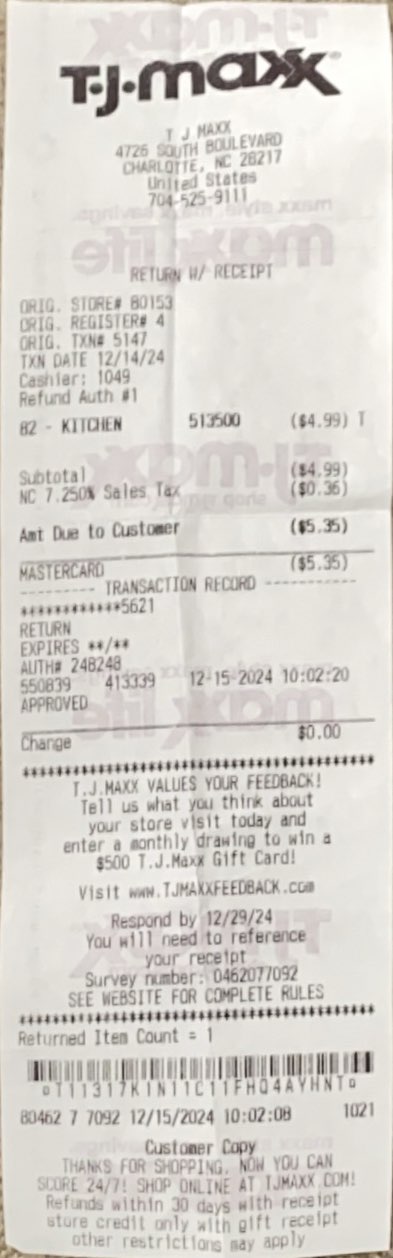 T·J·maxx
T J MAXX
4726 SOUTH BOULEVARD
CHARLOTTE, NC 28217
United States
704-525-9111
RETURN W/ RECEIPT
ORIG. STORE# 80153
ORIG. REGISTER# 4
ORIG. TXN# 5147
TXN DATE 12/14/24
Cashier: 1049
Refund Auth #1
82 - KITCHEN 513500 ($4.99) T
Subtotal ($4.99)
NC 7.250% Sales Tax ($0.36)
Amt Due to Customer ($5.35)
MASTERCARD ($5.35)
--------- TRANSACTION RECORD -----------
************5621
RETURN
EXPIRES **/**
AUTH# 248248
550839 413339 12-15-2024 10:02:20
APPROVED
Change $0.00
****************************************
T.J.MAXX VALUES YOUR FEEDBACK!
Tell us what you think about
your store visit today and
enter a monthly drawing to win a
$500 T.J.Maxx Gift Card!
Visit www.TJMAXXFEEDBACK.com
Respond by 12/29/24
You will need to reference
your receipt
Survey number: 0462077092
SEE WEBSITE FOR COMPLETE RULES
****************************************
Returned Item Count = 1
¤T11317KIN11C11FHQ4AYHNT¤
80462 7 7092 12/15/2024 10:02:08 1021
Customer Copy
THANKS FOR SHOPPING. NOW YOU CAN
SCORE 24/7! SHOP ONLINE AT TJMAXX.COM!
Refunds within 30 days with receipt
store credit only with gift receipt
other restrictions may apply